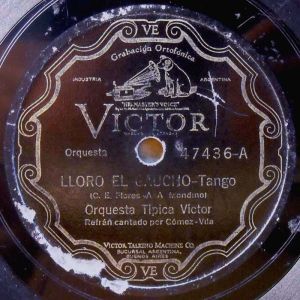 VE
Grabación Ortofónica
INDUSTRIA ARGENTINA
"HIS MASTER'S VOICE"
VICTOR
Orquesta 47436-A
LLORO EL GAUCHO-Tango
(C. E. Flores-A. A. Mondino)
Orquesta Típica Victor
Refrán cantado por Gómez-Vila
VICTOR TALKING MACHINE CO.
SUCURSAL ARGENTINA,
BUENOS AIRES
VE